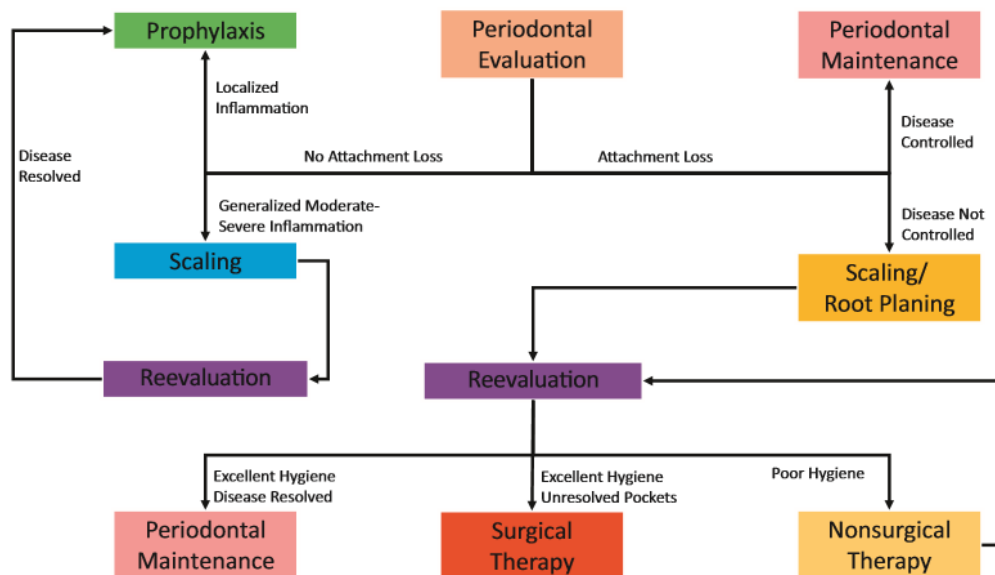 Prophylaxis
Periodontal
Evaluation
Periodontal
Maintenance
Localized
Inflammation
Disease
Resolved
No Attachment Loss
Attachment Loss
Disease
Controlled
Generalized Moderate-
Severe Inflammation
Disease Not
Controlled
Scaling
Scaling/
Root Planing
Reevaluation
Reevaluation
Excellent Hygiene
Disease Resolved
Excellent Hygiene
Unresolved Pockets
Poor Hygiene
Periodontal
Maintenance
Surgical
Therapy
Nonsurgical
Therapy